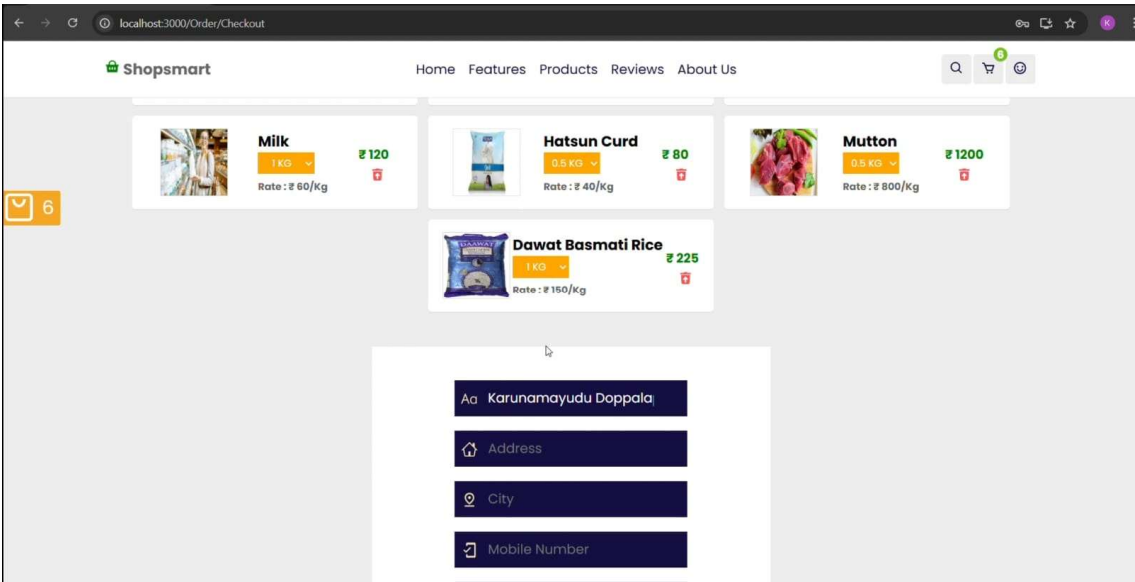 localhost:3000/Order/Checkout
K
Shopsmart
Home Features Products Reviews About Us
6
Milk
1 KG
Rate : ₹ 60/Kg
₹ 120
Hatsun Curd
0.5 KG
Rate : ₹ 40/Kg
₹ 80
Mutton
0.5 KG
Rate : ₹ 800/Kg
₹ 1200
6
DAAWAT
Dawat Basmati Rice
1 KG
Rate : ₹ 150/Kg
₹ 225
Aa Karunamayudu Doppala
Address
City
Mobile Number